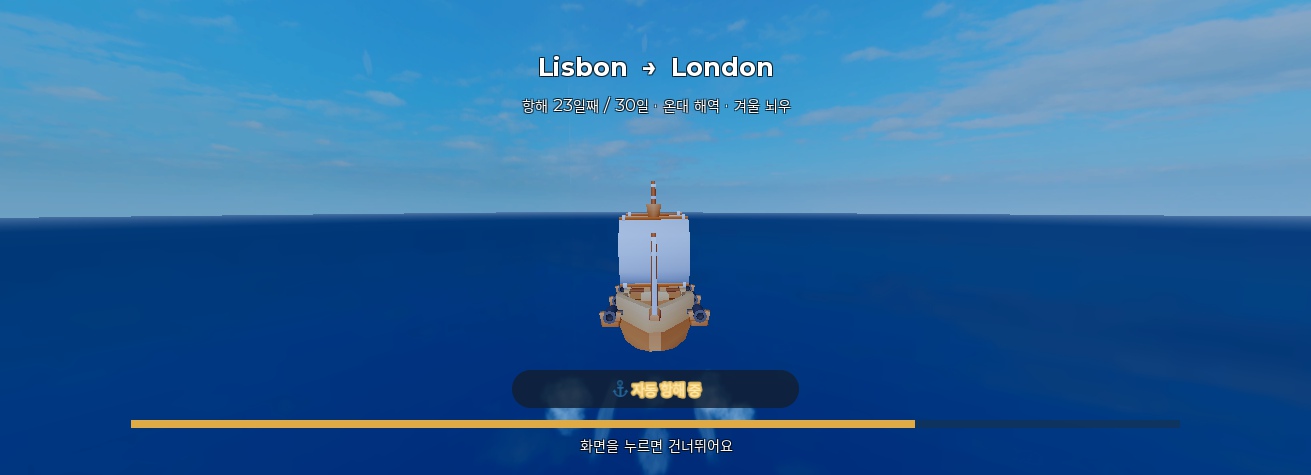 Lisbon → London
항해 23일째 / 30일 · 온대 해역 · 겨울 뇌우
⚓ 자동 항해 중
화면을 누르면 건너뛰어요